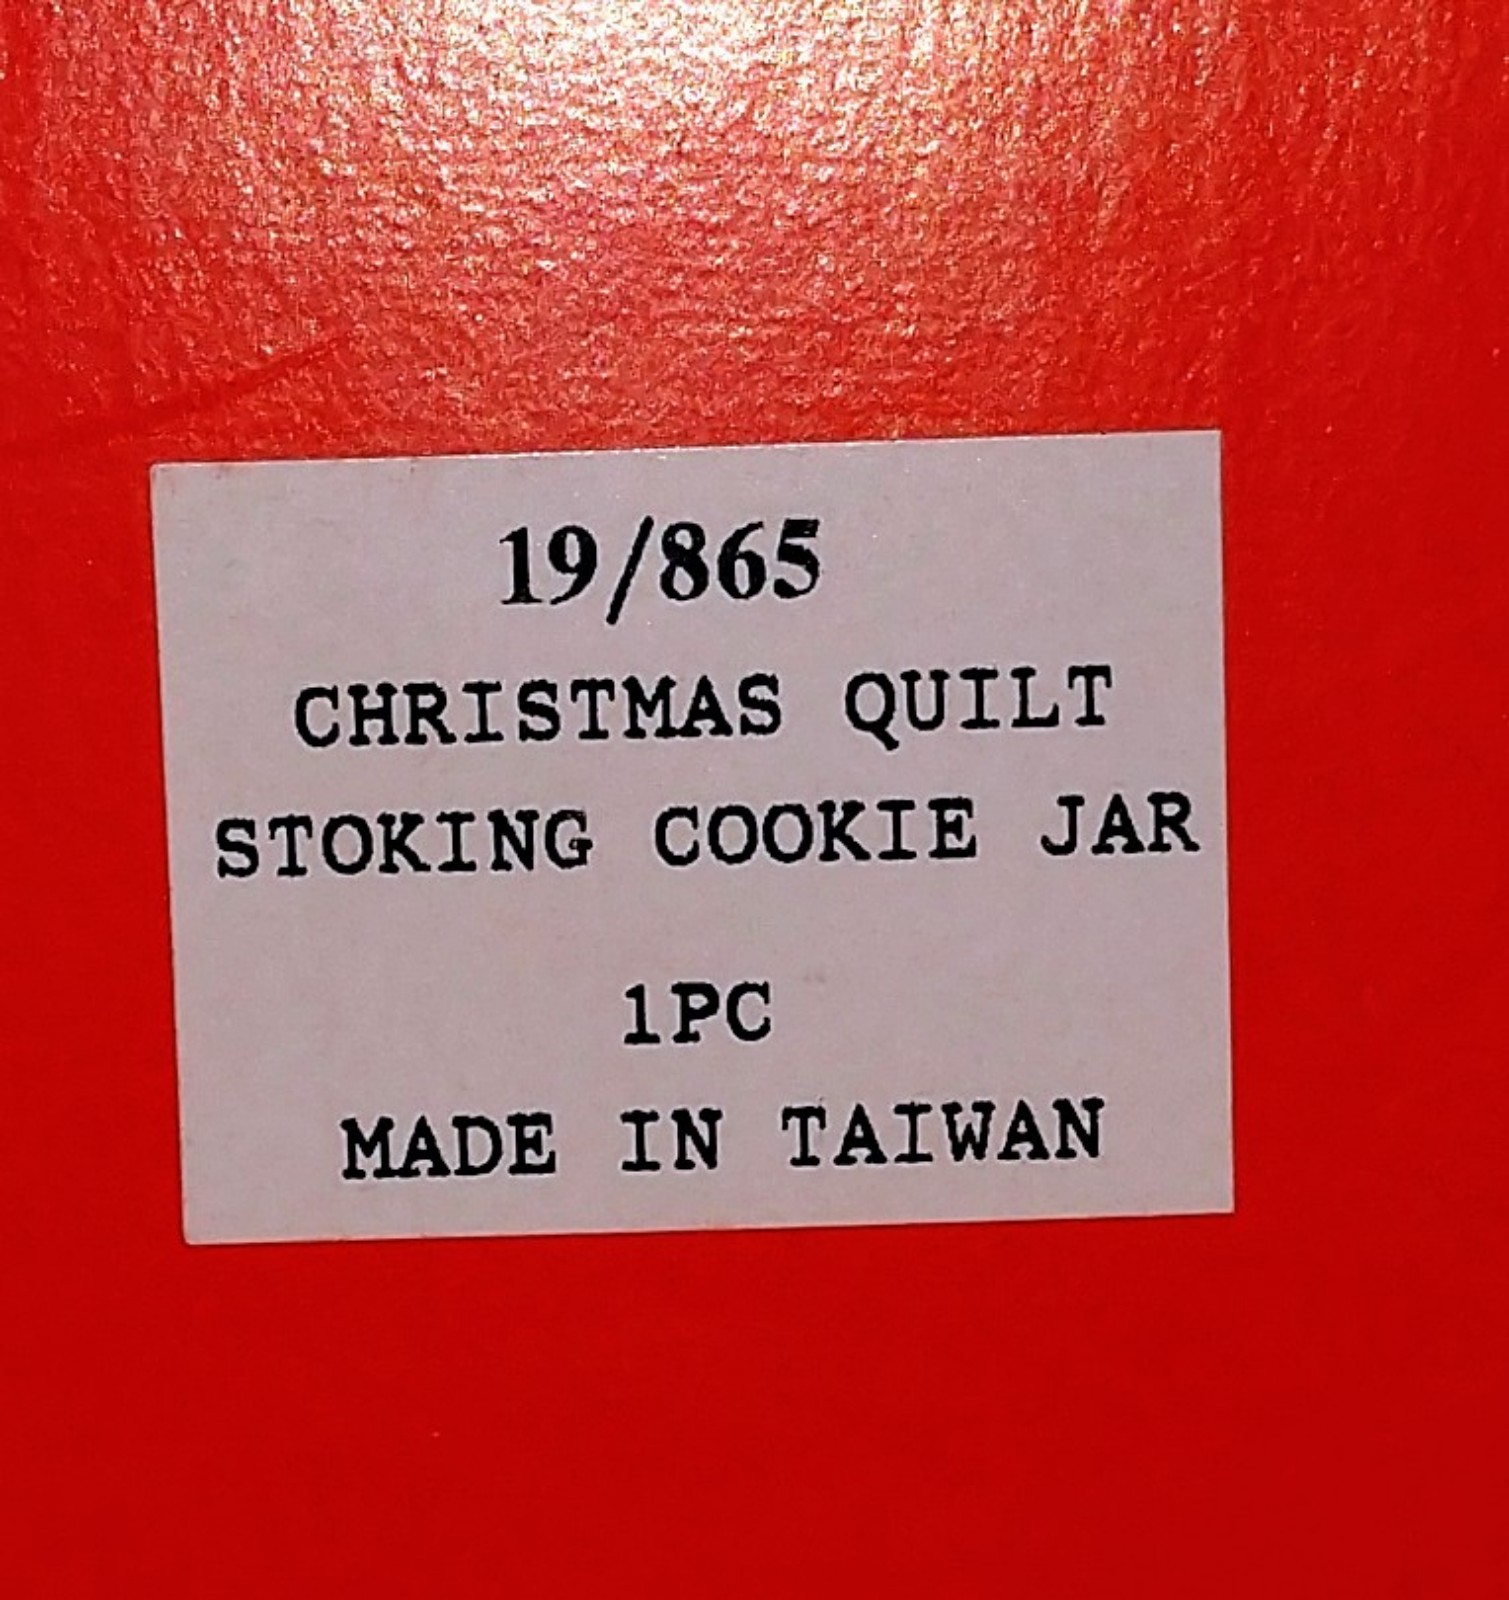 19/865
CHRISTMAS QUILT
STOKING COOKIE JAR
1PC
MADE IN TAIWAN